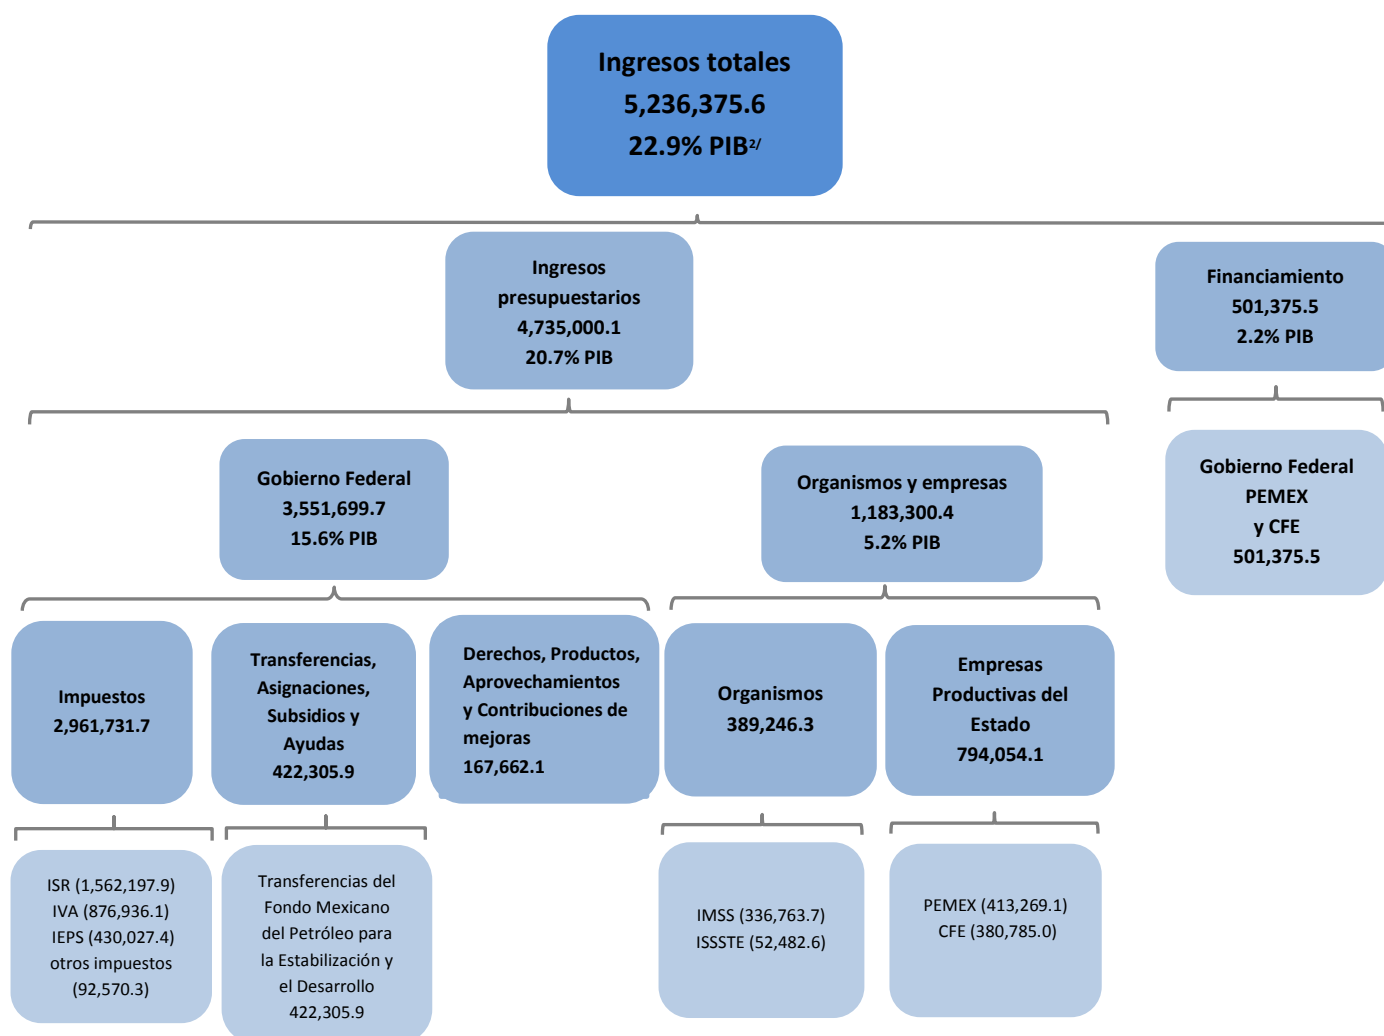 Ingresos totales
5,236,375.6
22.9% PIB2/
Ingresos
presupuestarios
4,735,000.1
20.7% PIB
Financiamiento
501,375.5
2.2% PIB
Gobierno Federal
3,551,699.7
15.6% PIB
Organismos y empresas
1,183,300.4
5.2% PIB
Gobierno Federal
PEMEX
y CFE
501,375.5
Impuestos
2,961,731.7
Transferencias,
Asignaciones,
Subsidios y
Ayudas
422,305.9
Derechos, Productos,
Aprovechamientos
y Contribuciones de
mejoras
167,662.1
Organismos
389,246.3
Empresas
Productivas del
Estado
794,054.1
ISR (1,562,197.9)
IVA (876,936.1)
IEPS (430,027.4)
otros impuestos
(92,570.3)
Transferencias del
Fondo Mexicano
del Petróleo para
la Estabilización y
el Desarrollo
422,305.9
IMSS (336,763.7)
ISSSTE (52,482.6)
PEMEX (413,269.1)
CFE (380,785.0)